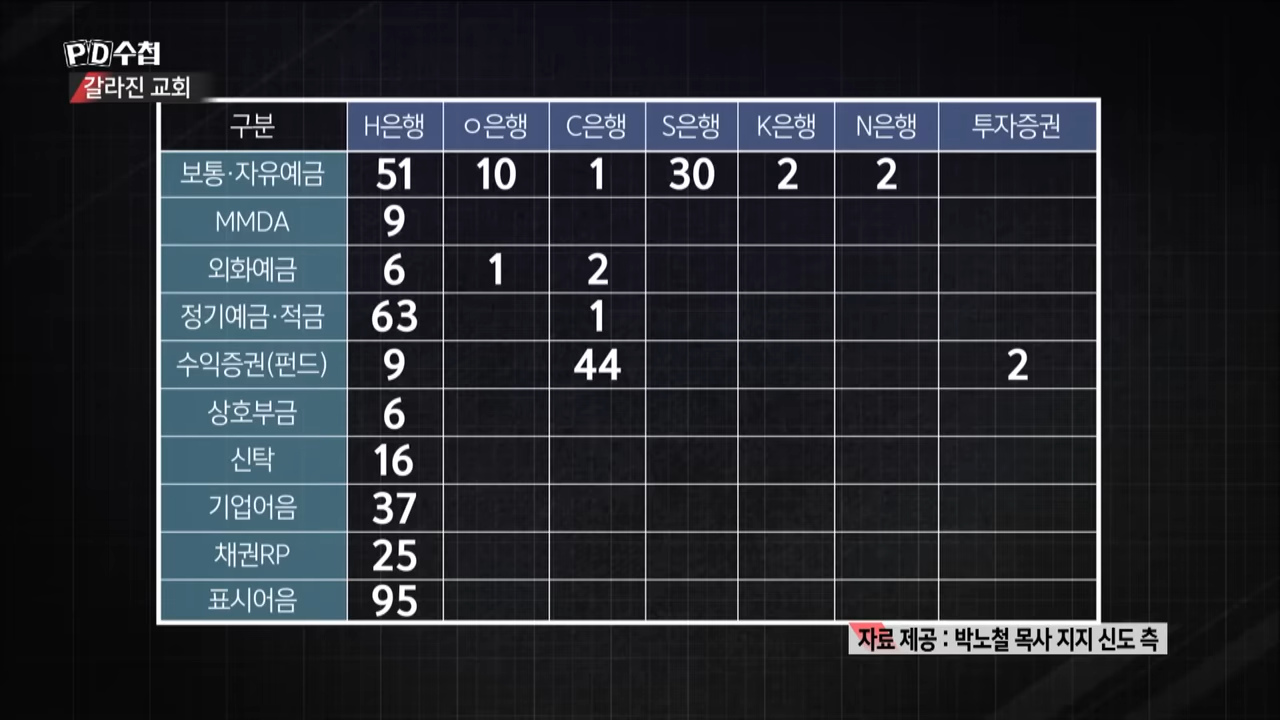 PD수첩
갈라진 교회
구분 H은행 ㅇ은행 C은행 S은행 K은행 N은행 투자증권
보통·자유예금 51 10 1 30 2 2
MMDA 9
외화예금 6 1 2
정기예금·적금 63 1
수익증권(펀드) 9 44 2
상호부금 6
신탁 16
기업어음 37
채권RP 25
표시어음 95
자료 제공 : 박노철 목사 지지 신도 측